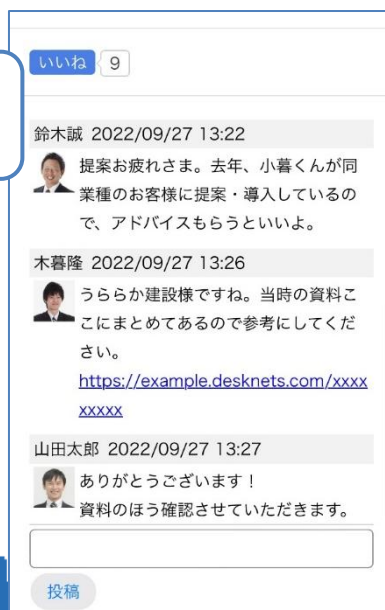 いいね 9
鈴木誠 2022/09/27 13:22
提案お疲れさま。去年、小暮くんが同
業種のお客様に提案・導入しているの
で、アドバイスもらうといいよ。
木暮隆 2022/09/27 13:26
うららか建設様ですね。当時の資料こ
こにまとめてあるので参考にしてくだ
さい。
https://example.desknets.com/xxxx
xxxxx
山田太郎 2022/09/27 13:27
ありがとうございます！
資料のほう確認させていただきます。
投稿